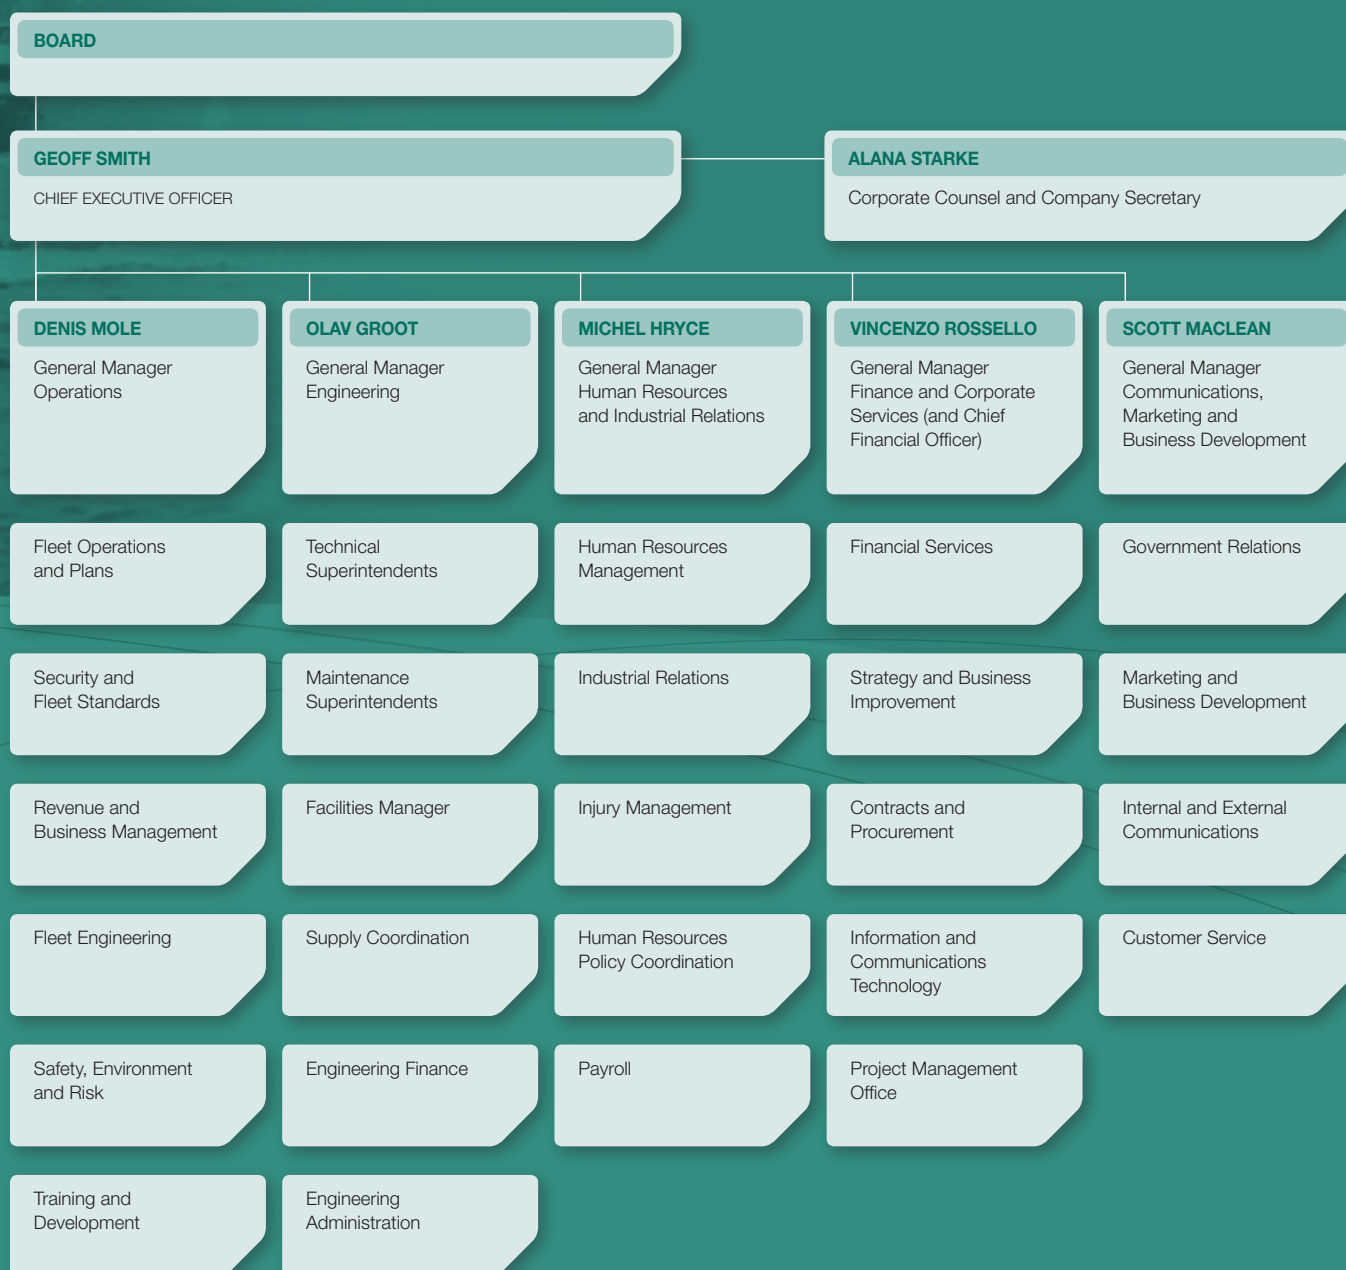 BOARD
GEOFF SMITH
CHIEF EXECUTIVE OFFICER
ALANA STARKE
Corporate Counsel and Company Secretary
DENIS MOLE
General Manager
Operations
OLAV GROOT
General Manager
Engineering
MICHEL HRYCE
General Manager
Human Resources
and Industrial Relations
VINCENZO ROSSELLO
General Manager
Finance and Corporate
Services (and Chief
Financial Officer)
SCOTT MACLEAN
General Manager
Communications,
Marketing and
Business Development
Fleet Operations
and Plans
Technical
Superintendents
Human Resources
Management
Financial Services
Government Relations
Security and
Fleet Standards
Maintenance
Superintendents
Industrial Relations
Strategy and Business
Improvement
Marketing and
Business Development
Revenue and
Business Management
Facilities Manager
Injury Management
Contracts and
Procurement
Internal and External
Communications
Fleet Engineering
Supply Coordination
Human Resources
Policy Coordination
Information and
Communications
Technology
Customer Service
Safety, Environment
and Risk
Engineering Finance
Payroll
Project Management
Office
Training and
Development
Engineering
Administration